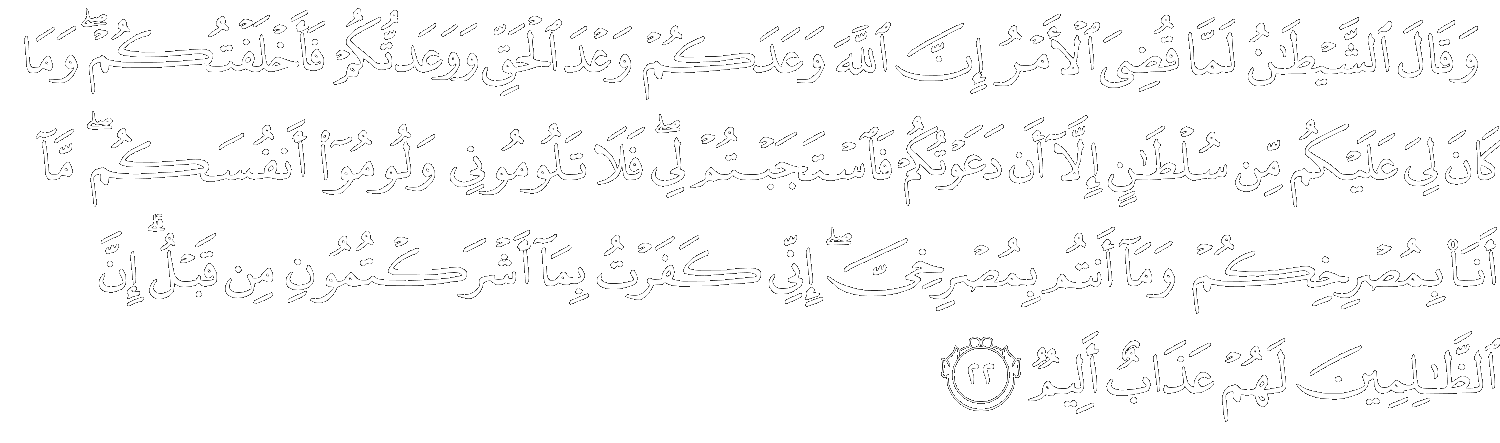 وَقَالَ ٱلشَّيْطَـٰنُ لَمَّا قُضِىَ ٱلْأَمْرُ إِنَّ ٱللَّهَ وَعَدَكُمْ وَعْدَ ٱلْحَقِّ وَوَعَدتُّكُمْ فَأَخْلَفْتُكُمْ ۖ وَمَا
كَانَ لِىَ عَلَيْكُم مِّن سُلْطَـٰنٍ إِلَّآ أَن دَعَوْتُكُمْ فَٱسْتَجَبْتُمْ لِى ۖ فَلَا تَلُومُونِى وَلُومُوٓا۟ أَنفُسَكُم ۖ مَّآ
أَنَا۠ بِمُصْرِخِكُمْ وَمَآ أَنتُم بِمُصْرِخِىَّ ۖ إِنِّى كَفَرْتُ بِمَآ أَشْرَكْتُمُونِ مِن قَبْلُ ۗ إِنَّ
ٱلظَّـٰلِمِينَ لَهُمْ عَذَابٌ أَلِيمٌ ٢٢